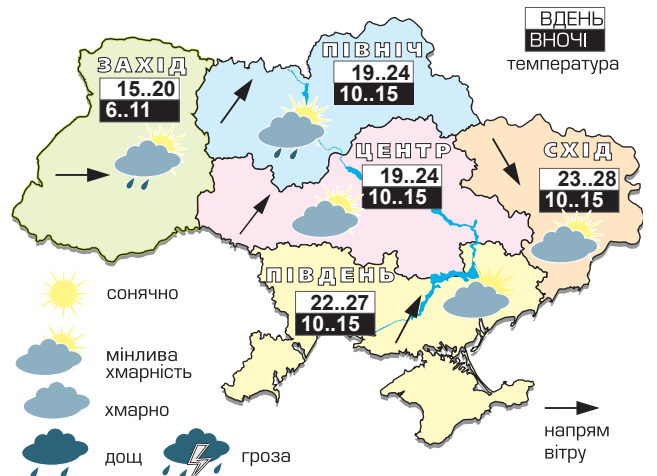 ВДЕНЬ
ВНОЧІ
температура
ПІВНІЧ
19..24
10..15
ЗАХІД
15..20
6..11
ЦЕНТР
19..24
10..15
СХІД
23..28
10..15
ПІВДЕНЬ
22..27
10..15
сонячно
мінлива
хмарність
хмарно
дощ
гроза
напрям
вітру